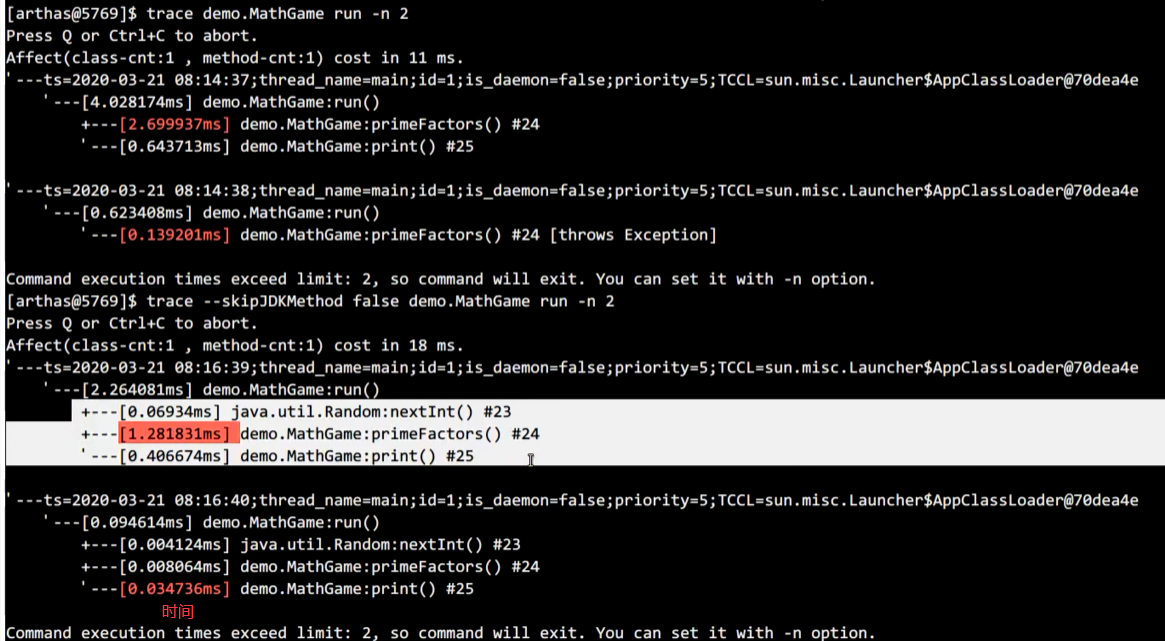 [arthas@5769]$ trace demo.MathGame run -n 2
Press Q or Ctrl+C to abort.
Affect(class-cnt:1 , method-cnt:1) cost in 11 ms.
`---ts=2020-03-21 08:14:37;thread_name=main;id=1;is_daemon=false;priority=5;TCCL=sun.misc.Launcher$AppClassLoader@70dea4e
    `---[4.028174ms] demo.MathGame:run()
        +---[2.699937ms] demo.MathGame:primeFactors() #24
        `---[0.643713ms] demo.MathGame:print() #25
`---ts=2020-03-21 08:14:38;thread_name=main;id=1;is_daemon=false;priority=5;TCCL=sun.misc.Launcher$AppClassLoader@70dea4e
    `---[0.623408ms] demo.MathGame:run()
        `---[0.139201ms] demo.MathGame:primeFactors() #24 [throws Exception]
Command execution times exceed limit: 2, so command will exit. You can set it with -n option.
[arthas@5769]$ trace --skipJDKMethod false demo.MathGame run -n 2
Press Q or Ctrl+C to abort.
Affect(class-cnt:1 , method-cnt:1) cost in 18 ms.
`---ts=2020-03-21 08:16:39;thread_name=main;id=1;is_daemon=false;priority=5;TCCL=sun.misc.Launcher$AppClassLoader@70dea4e
    `---[2.264081ms] demo.MathGame:run()
        +---[0.06934ms] java.util.Random:nextInt() #23
        +---[1.281831ms] demo.MathGame:primeFactors() #24
        `---[0.406674ms] demo.MathGame:print() #25
`---ts=2020-03-21 08:16:40;thread_name=main;id=1;is_daemon=false;priority=5;TCCL=sun.misc.Launcher$AppClassLoader@70dea4e
    `---[0.094614ms] demo.MathGame:run()
        +---[0.004124ms] java.util.Random:nextInt() #23
        +---[0.008064ms] demo.MathGame:primeFactors() #24
        `---[0.034736ms] demo.MathGame:print() #25
时间
Command execution times exceed limit: 2, so command will exit. You can set it with -n option.